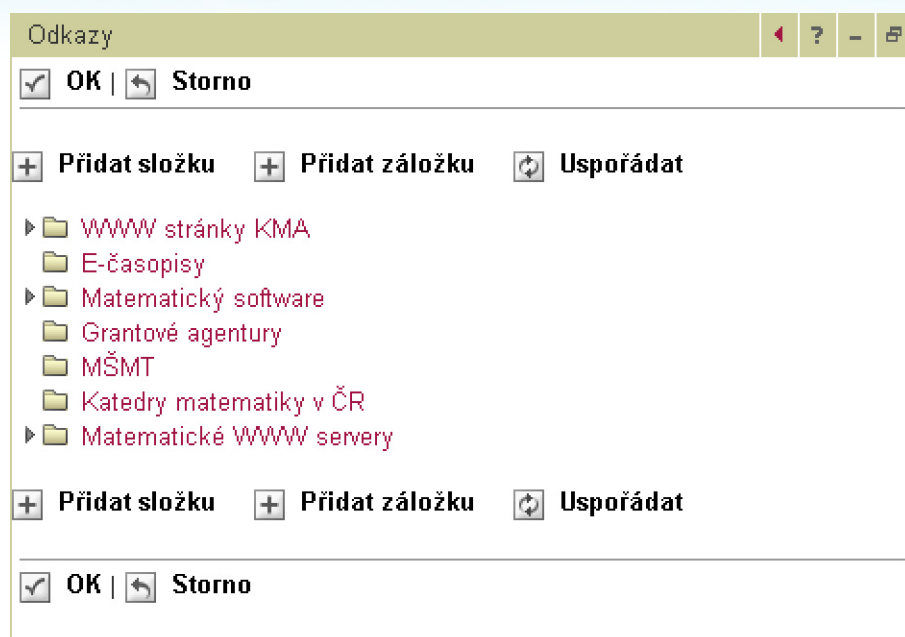 Odkazy ?
OK | Storno
Přidat složku Přidat záložku Uspořádat
WWW stránky KMA
E-časopisy
Matematický software
Grantové agentury
MŠMT
Katedry matematiky v ČR
Matematické WWW servery
Přidat složku Přidat záložku Uspořádat
OK | Storno